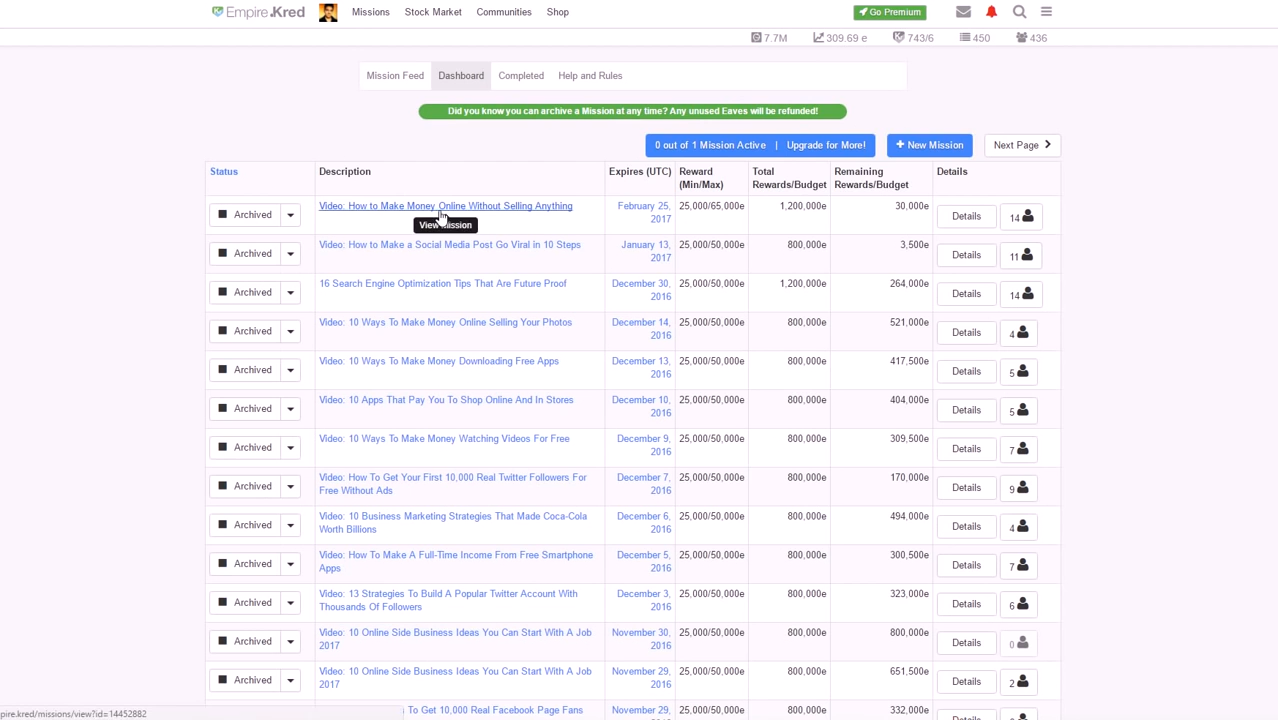 Empire.Kred Missions Stock Market Communities Shop Go Premium
7.7M 309.69 e 743/6 450 436
Mission Feed Dashboard Completed Help and Rules
Did you know you can archive a Mission at any time? Any unused Eaves will be refunded!
0 out of 1 Mission Active | Upgrade for More! New Mission Next Page
Status Description Expires (UTC) Reward Total Remaining Details
(Min/Max) Rewards/Budget Rewards/Budget
Archived Video: How to Make Money Online Without Selling Anything February 25, 25,000/65,000e 1,200,000e 30,000e Details 14
2017
View Mission
Archived Video: How to Make a Social Media Post Go Viral in 10 Steps January 13, 25,000/50,000e 800,000e 3,500e Details 11
2017
Archived 16 Search Engine Optimization Tips That Are Future Proof December 30, 25,000/50,000e 1,200,000e 264,000e Details 14
2016
Archived Video: 10 Ways To Make Money Online Selling Your Photos December 14, 25,000/50,000e 800,000e 521,000e Details 4
2016
Archived Video: 10 Ways To Make Money Downloading Free Apps December 13, 25,000/50,000e 800,000e 417,500e Details 5
2016
Archived Video: 10 Apps That Pay You To Shop Online And In Stores December 10, 25,000/50,000e 800,000e 404,000e Details 5
2016
Archived Video: 10 Ways To Make Money Watching Videos For Free December 9, 25,000/50,000e 800,000e 309,500e Details 7
2016
Archived Video: How To Get Your First 10,000 Real Twitter Followers For December 7, 25,000/50,000e 800,000e 170,000e Details 9
Free Without Ads 2016
Archived Video: 10 Business Marketing Strategies That Made Coca-Cola December 6, 25,000/50,000e 800,000e 494,000e Details 4
Worth Billions 2016
Archived Video: How To Make A Full-Time Income From Free Smartphone December 5, 25,000/50,000e 800,000e 300,500e Details 7
Apps 2016
Archived Video: 13 Strategies To Build A Popular Twitter Account With December 3, 25,000/50,000e 800,000e 323,000e Details 6
Thousands Of Followers 2016
Archived Video: 10 Online Side Business Ideas You Can Start With A Job November 30, 25,000/50,000e 800,000e 800,000e Details 0
2017 2016
Archived Video: 10 Online Side Business Ideas You Can Start With A Job November 29, 25,000/50,000e 800,000e 651,500e Details 2
2017 2016
To Get 10,000 Real Facebook Page Fans November 29, 25,000/50,000e 800,000e 332,000e
pire.kred/missions/view?id=14452882